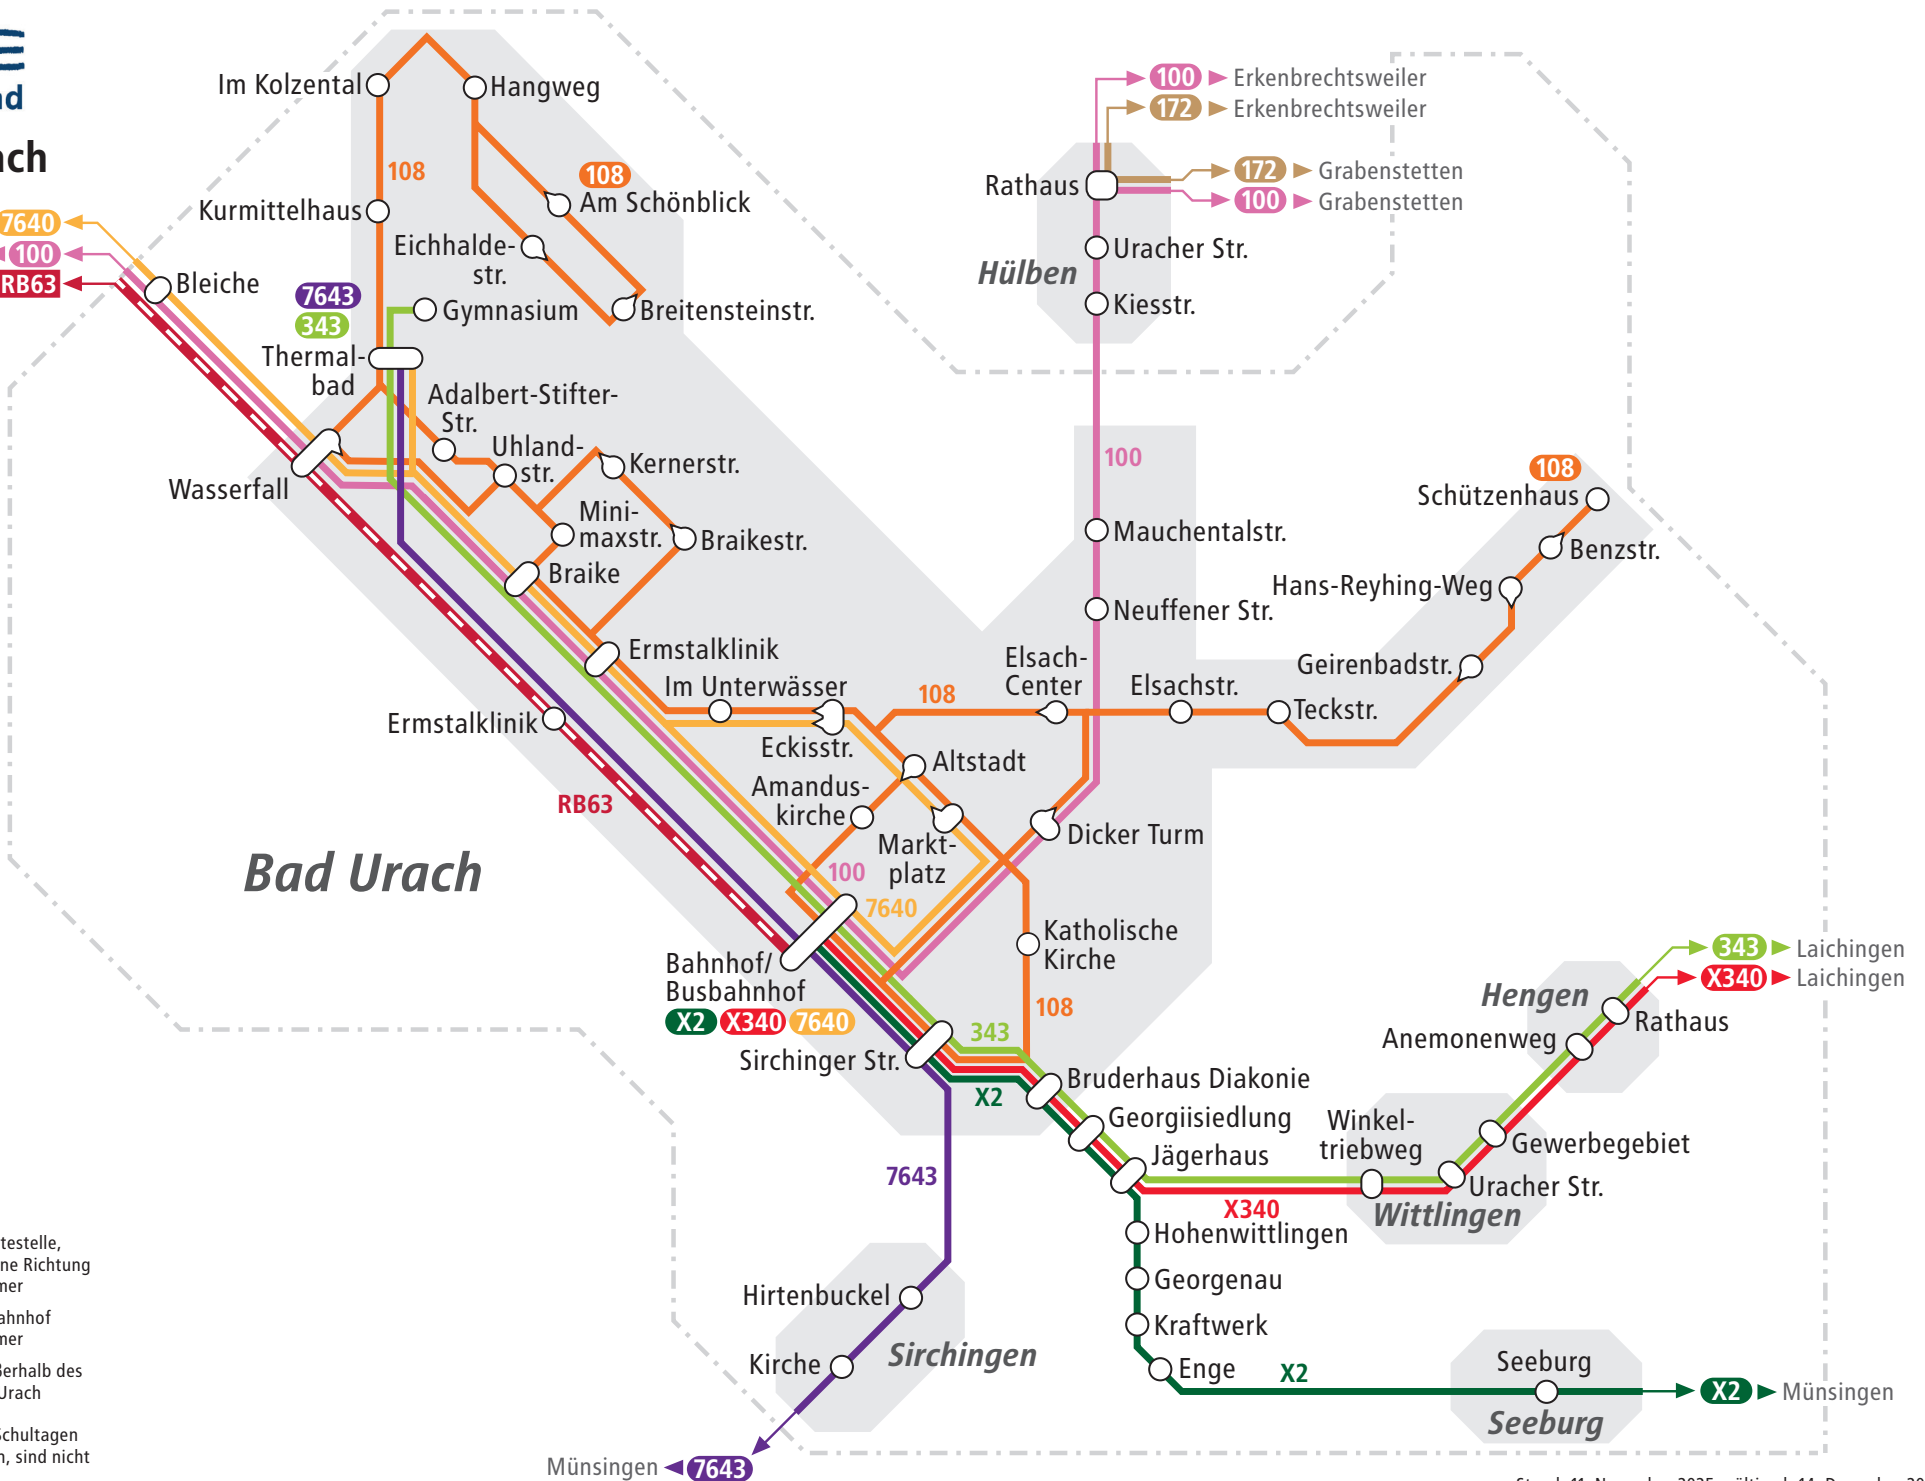 Im Kolzental
Hangweg
108
108
Am Schönblick
Kurmittelhaus
Eichhalde-
str.
7640
100
RB63
Bleiche
7643
343
Gymnasium
Breitensteinstr.
Thermal-
bad
Adalbert-Stifter-
Str.
Uhland-
str.
Kernerstr.
Wasserfall
Mini-
maxstr.
Braikestr.
Braike
Ermstalklinik
Im Unterwässer
Ermstalklinik
Eckisstr.
108
Elsach-
Center
Elsachstr.
Teckstr.
Altstadt
Amandus-
kirche
RB63
Markt-
platz
Dicker Turm
Bad Urach
100
7640
Katholische
Kirche
Bahnhof/
Busbahnhof
X2 X340 7640
108
343
Sirchinger Str.
X2
Bruderhaus Diakonie
Georgiisiedlung
Jägerhaus
7643
100 Erkenbrechtsweiler
172 Erkenbrechtsweiler
172 Grabenstetten
100 Grabenstetten
Rathaus
Uracher Str.
Hülben
Kiesstr.
100
Mauchentalstr.
Neuffener Str.
108
Schützenhaus
Benzstr.
Hans-Reyhing-Weg
Geirenbadstr.
343 Laichingen
X340 Laichingen
Hengen
Rathaus
Anemonenweg
Winkel-
triebweg
Gewerbegebiet
Uracher Str.
X340
Wittlingen
Hohenwittlingen
Georgenau
Kraftwerk
Enge
X2
Seeburg
X2 Münsingen
Seeburg
Hirtenbuckel
Sirchingen
Kirche
Münsingen 7643
ne Richtung
Urach
, sind nicht